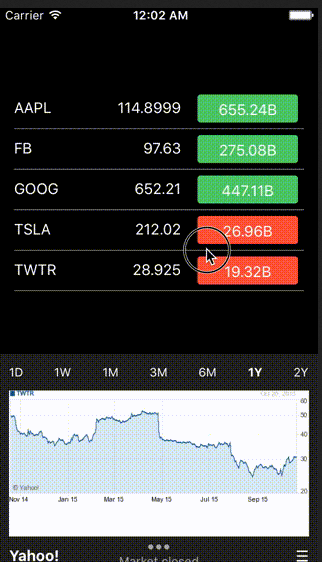 Carrier 12:02 AM
AAPL 114.8999 655.24B
FB 97.63 275.08B
GOOG 652.21 447.11B
TSLA 212.02 26.96B
TWTR 28.925 19.32B
1D 1W 1M 3M 6M 1Y 2Y
TWTR Oct 20, 2015
60
50
40
30
20
© Yahoo!
Nov 14 Jan 15 Mar 15 May 15 Jul 15 Sep 15
Yahoo! Market closed